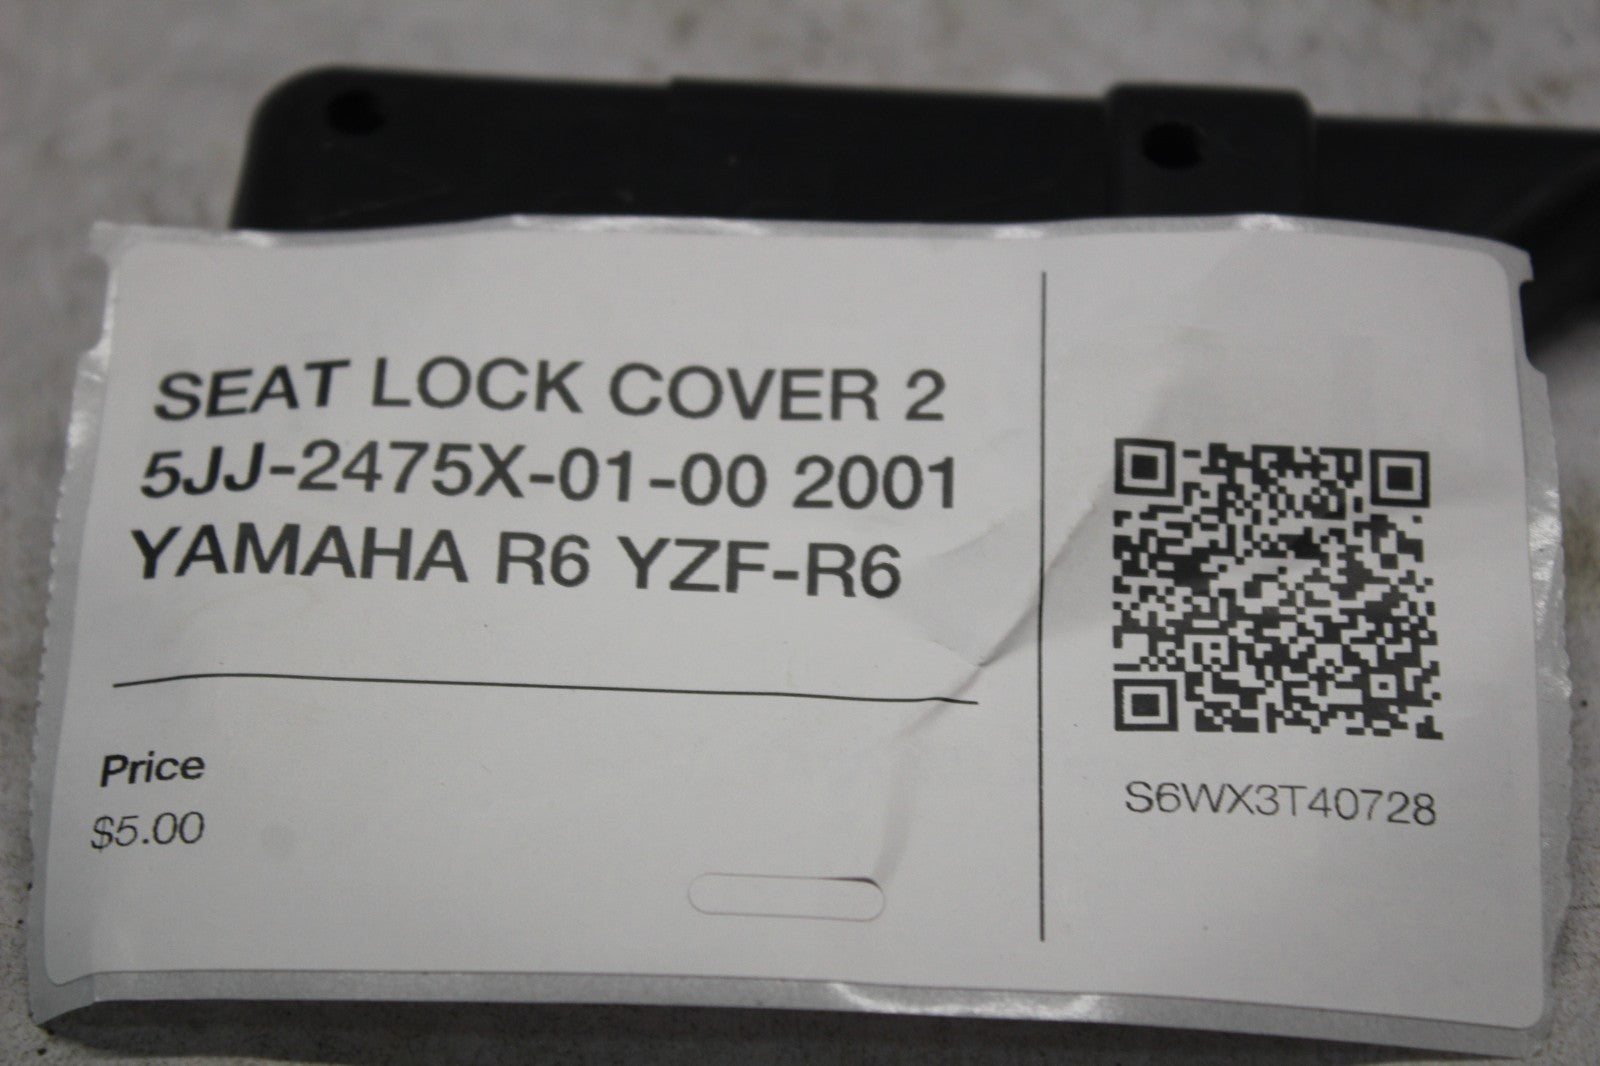 SEAT LOCK COVER 2
5JJ-2475X-01-00 2001
YAMAHA R6 YZF-R6
Price
$5.00
S6WX3T40728